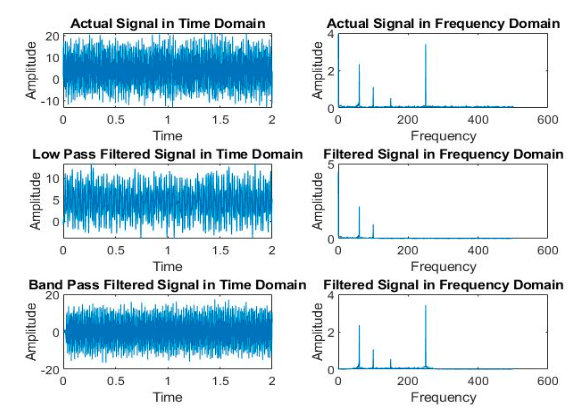 Actual Signal in Time Domain
Amplitude
20
10
0
-10
0 0.5 1 1.5 2
Time
Actual Signal in Frequency Domain
Amplitude
4
2
0
0 200 400 600
Frequency
Low Pass Filtered Signal in Time Domain
Amplitude
10
5
0
0 0.5 1 1.5 2
Time
Filtered Signal in Frequency Domain
Amplitude
5
0
0 200 400 600
Frequency
Band Pass Filtered Signal in Time Domain
Amplitude
20
0
-20
0 0.5 1 1.5 2
Time
Filtered Signal in Frequency Domain
Amplitude
4
2
0
0 200 400 600
Frequency